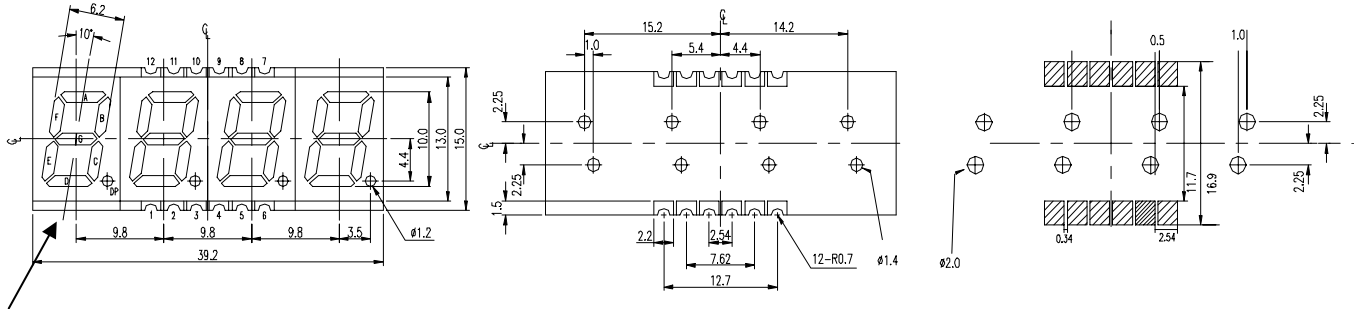 6.2
10°
℄
12 11 10 9 8 7
A
F B
G
E C
D
DP
℄
1 2 3 4 5 6
4.4
10.0
13.0
15.0
9.8 9.8 9.8 3.5
ø1.2
39.2
℄
15.2 14.2
1.0 5.4 4.4
2.25
℄
2.25
1.5
2.2 2.54
7.62
12.7
12-R0.7
ø1.4
0.5 1.0
2.25
2.25
11.7
16.9
ø2.0
0.34 2.54